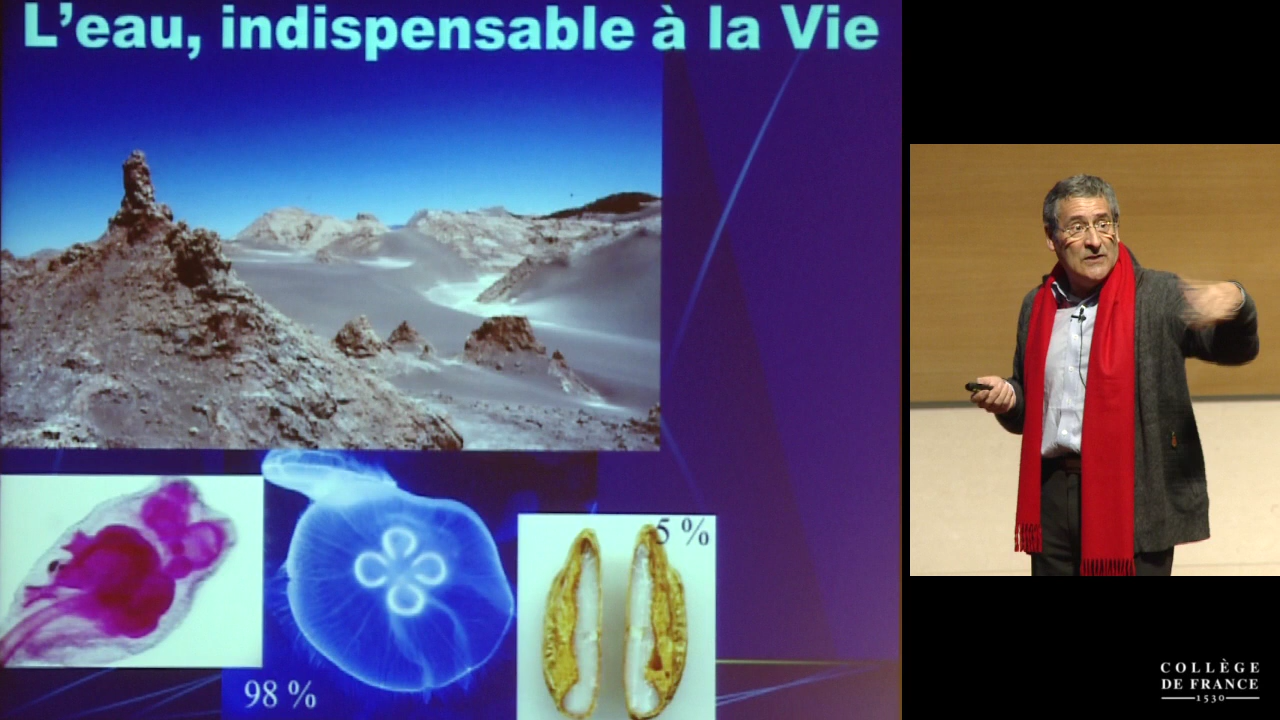 L'eau, indispensable à la Vie
5 %
98 %
COLLÈGE
DE FRANCE
1530